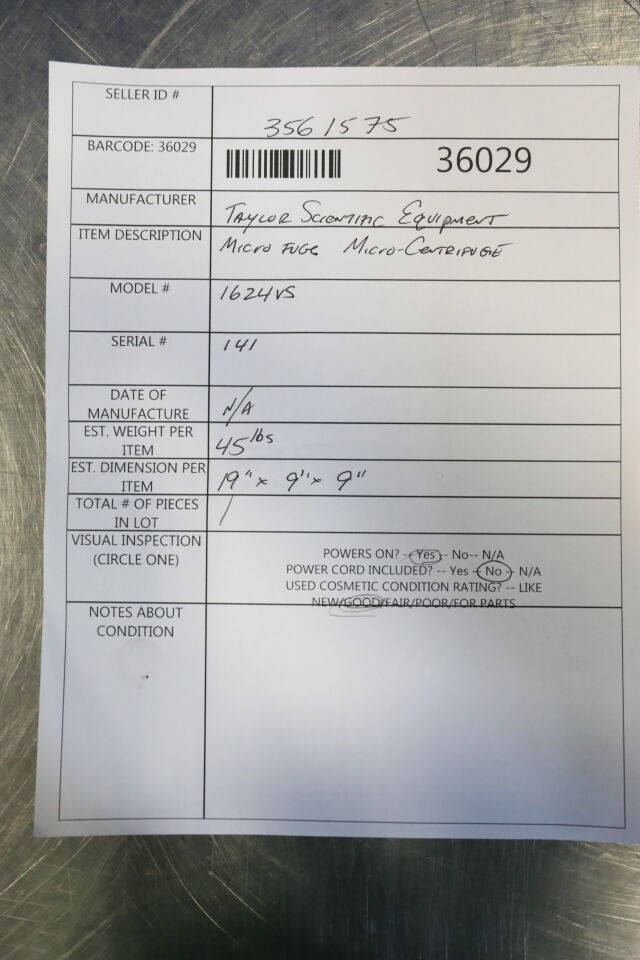 SELLER ID # 3561575
BARCODE: 36029 36029
MANUFACTURER TAYLOR SCIENTIFIC EQUIPMENT
ITEM DESCRIPTION MICRO FUGE MICRO-CENTRIFUGE
MODEL # 1624VS
SERIAL # 141
DATE OF
MANUFACTURE N/A
EST. WEIGHT PER
ITEM 45 lbs
EST. DIMENSION PER
ITEM 19" x 9" x 9"
TOTAL # OF PIECES
IN LOT 1
VISUAL INSPECTION
(CIRCLE ONE)
POWERS ON? -- Yes -- No-- N/A
POWER CORD INCLUDED? -- Yes -- No -- N/A
USED COSMETIC CONDITION RATING? -- LIKE
NEW/GOOD/FAIR/POOR/FOR PARTS
NOTES ABOUT
CONDITION